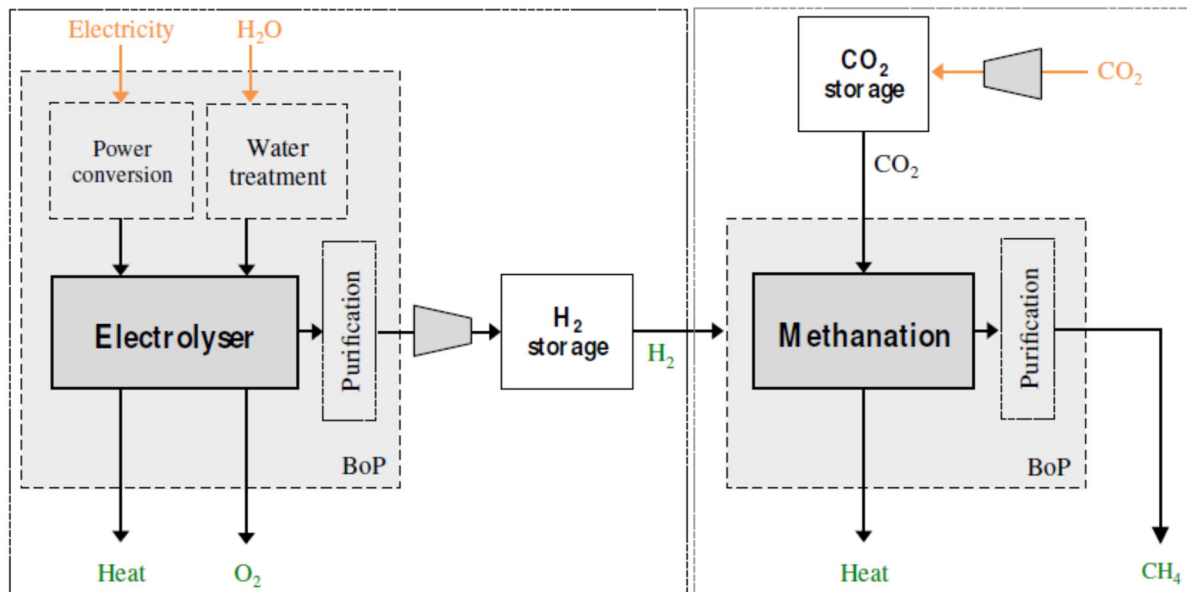 Electricity
H₂O
Power
conversion
Water
treatment
Electrolyser
Purification
BoP
Heat
O₂
H₂
storage
H₂
CO₂
storage
CO₂
CO₂
Methanation
Purification
BoP
Heat
CH₄